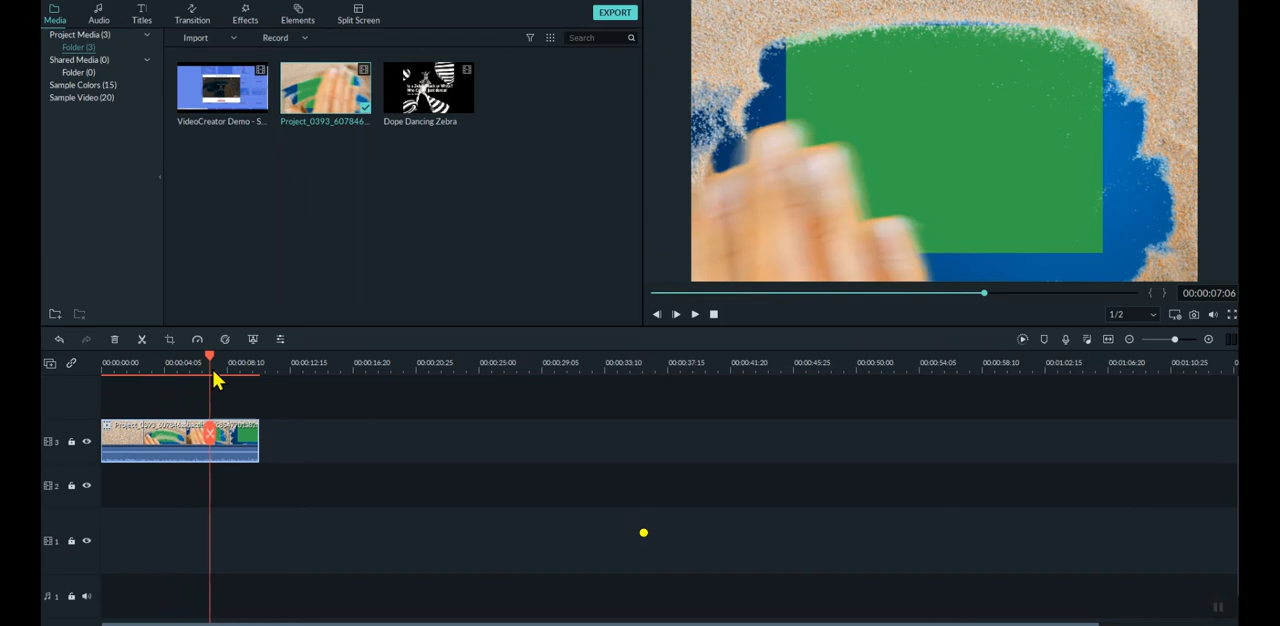 Media Audio Titles Transition Effects Elements Split Screen EXPORT
Project Media (3)
Folder (3)
Shared Media (0)
Folder (0)
Sample Colors (15)
Sample Video (20)
Import Record Search
VideoCreator Demo - S... Project_0393_607846... Dope Dancing Zebra
00:00:07:06
1/2
00:00:00:00 00:00:04:05 00:00:08:10 00:00:12:15 00:00:16:20 00:00:20:25 00:00:25:00 00:00:29:05 00:00:33:10 00:00:37:15 00:00:41:20 00:00:45:25 00:00:50:00 00:00:54:05 00:00:58:10 00:01:02:15 00:01:06:20 00:01:10:25
3
2
1
1